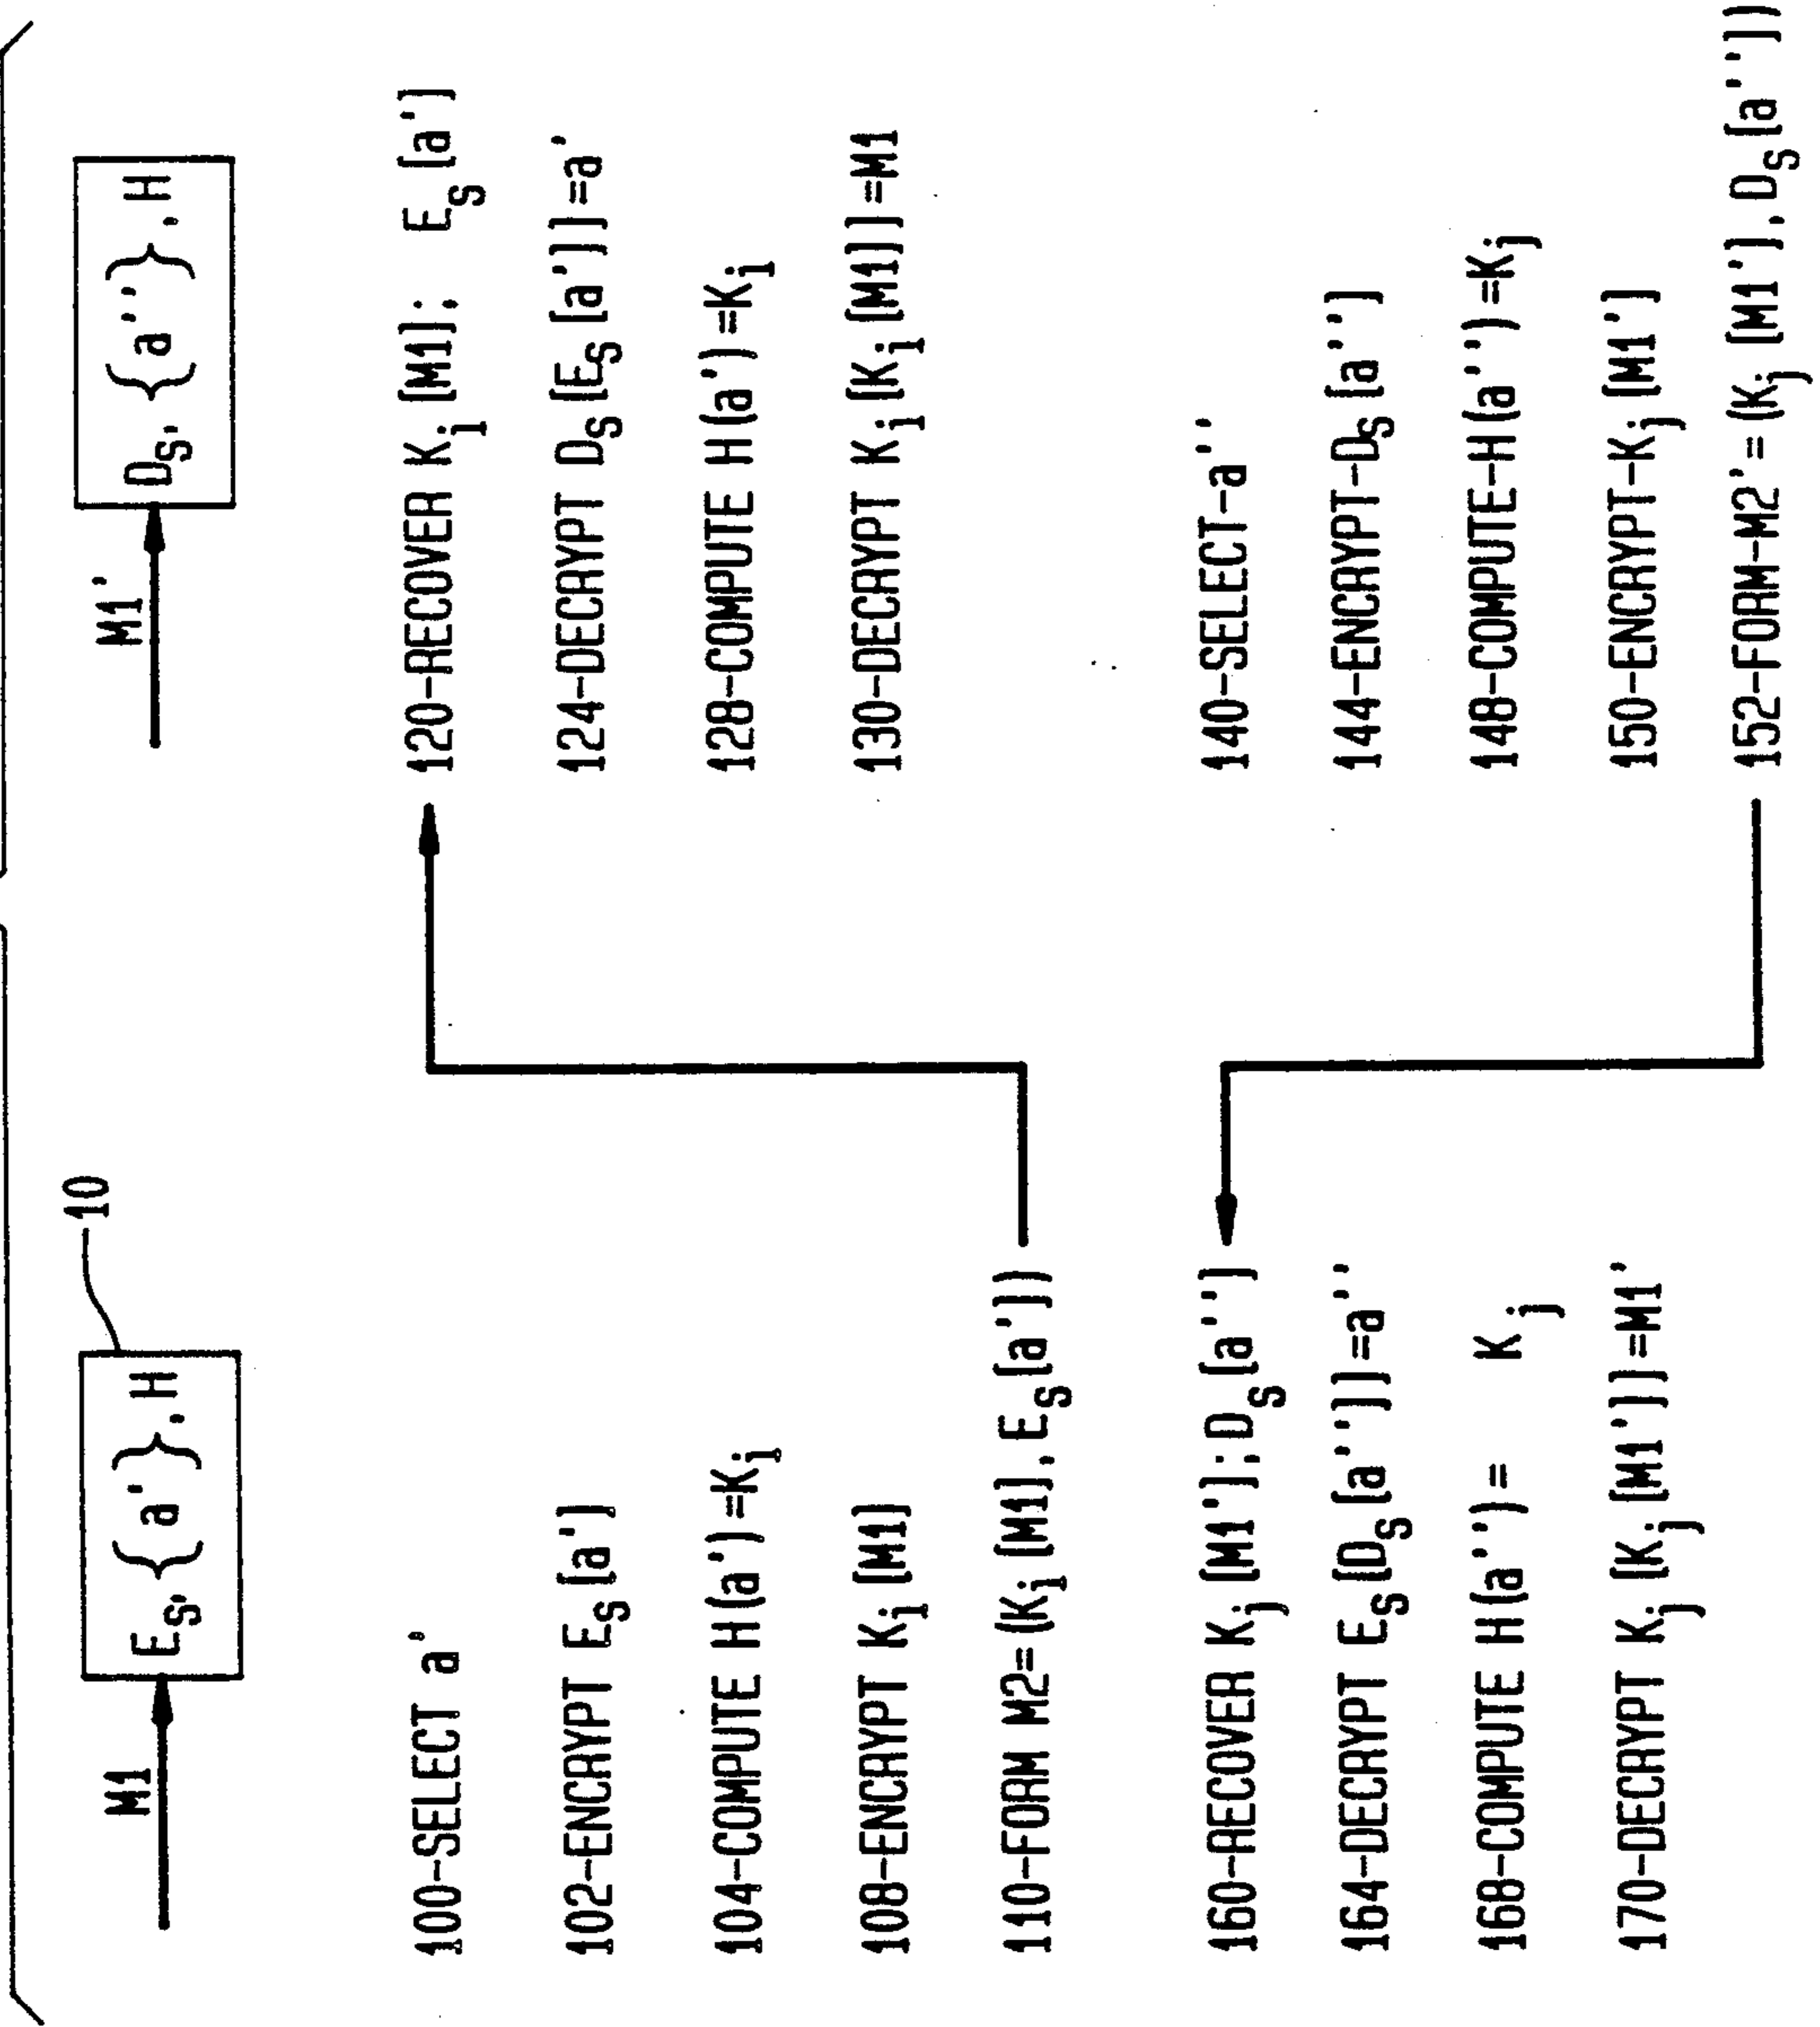 M1
E_s, {a'}, H
10
100-SELECT a'
102-ENCRYPT E_s[a']
104-COMPUTE H(a')=K_i
108-ENCRYPT K_i[M1]
110-FORM M2=(K_i[M1], E_s[a'])
160-RECOVER K_j[M1']; D_s[a'']
164-DECRYPT E_s[D_s[a'']]=a''
168-COMPUTE H(a'')= K_j
170-DECRYPT K_j[K_j[M1']]=M1'
M1'
D_s, {a''}, H
120-RECOVER K_i[M1]; E_s[a']
124-DECRYPT D_s[E_s[a']]=a'
128-COMPUTE H(a')=K_i
130-DECRYPT K_i[K_i[M1]]=M1
140-SELECT-a''
144-ENCRYPT-D_s[a'']
148-COMPUTE-H(a'')=K_j
150-ENCRYPT-K_j[M1']
152-FORM-M2'=(K_j[M1'], D_s[a''])